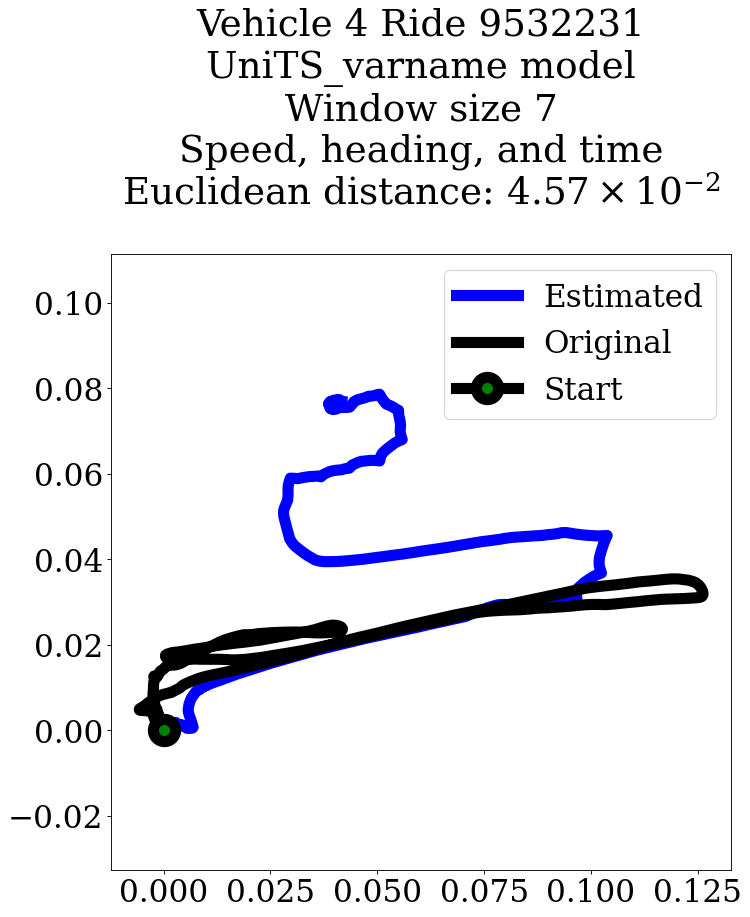 Vehicle 4 Ride 9532231
UniTS_varname model
Window size 7
Speed, heading, and time
Euclidean distance: 4.57 × 10⁻²
Estimated
Original
Start
0.10
0.08
0.06
0.04
0.02
0.00
−0.02
0.000 0.025 0.050 0.075 0.100 0.125